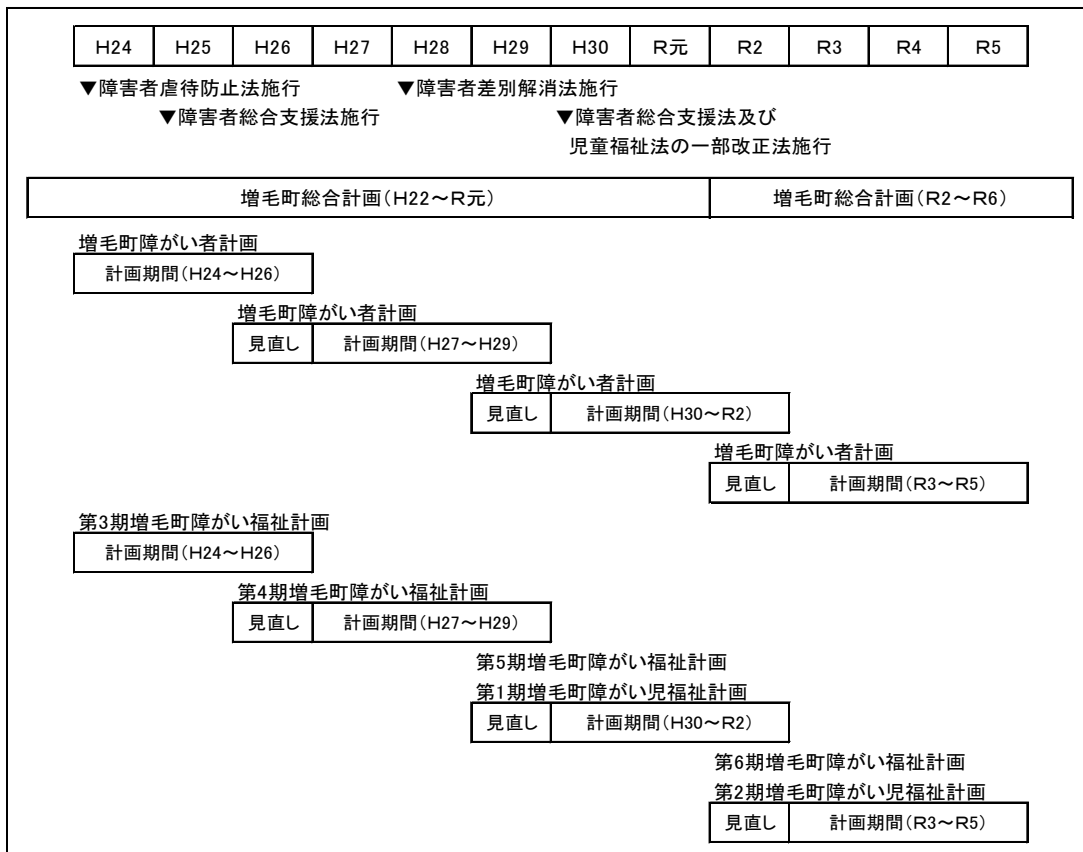 H24 H25 H26 H27 H28 H29 H30 R元 R2 R3 R4 R5
▼障害者虐待防止法施行 ▼障害者差別解消法施行
▼障害者総合支援法施行 ▼障害者総合支援法及び
児童福祉法の一部改正法施行
増毛町総合計画(H22～R元) 増毛町総合計画(R2～R6)
増毛町障がい者計画
計画期間(H24～H26)
増毛町障がい者計画
見直し 計画期間(H27～H29)
増毛町障がい者計画
見直し 計画期間(H30～R2)
増毛町障がい者計画
見直し 計画期間(R3～R5)
第3期増毛町障がい福祉計画
計画期間(H24～H26)
第4期増毛町障がい福祉計画
見直し 計画期間(H27～H29)
第5期増毛町障がい福祉計画
第1期増毛町障がい児福祉計画
見直し 計画期間(H30～R2)
第6期増毛町障がい福祉計画
第2期増毛町障がい児福祉計画
見直し 計画期間(R3～R5)